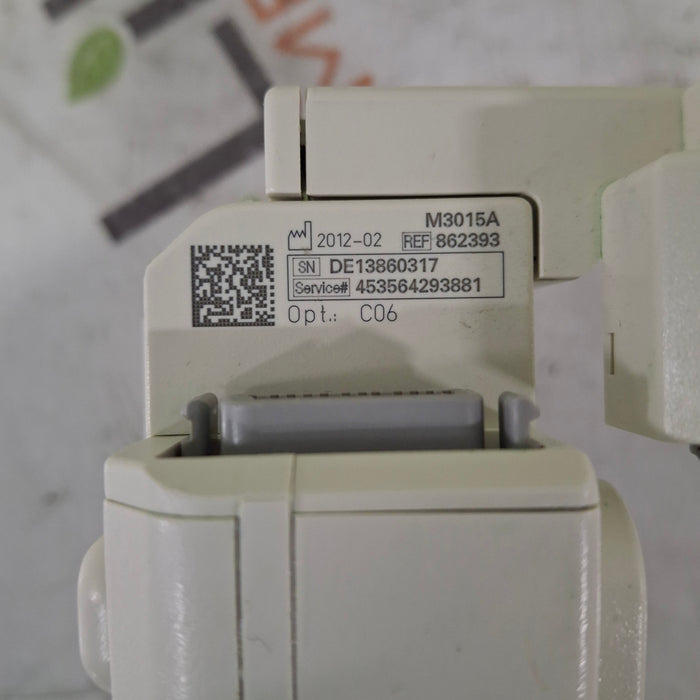 M3015A
2012-02 REF 862393
SN DE13860317
Service# 453564293881
Opt.: C06